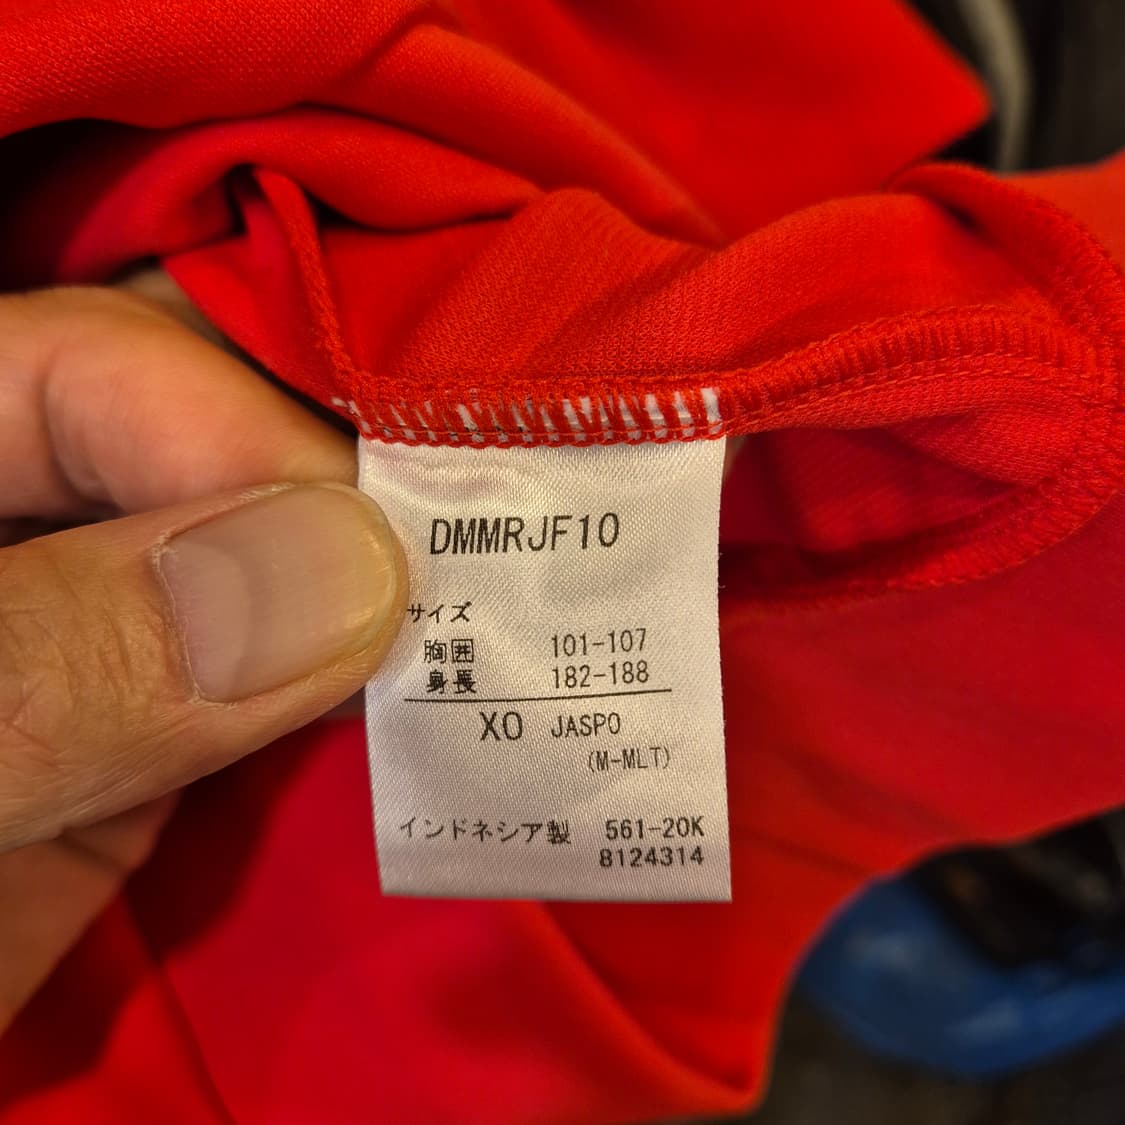 DMMRJF10
サイズ
胸囲 101-107
身長 182-188
XO JASPO
(M-MLT)
インドネシア製 561-20K
8124314